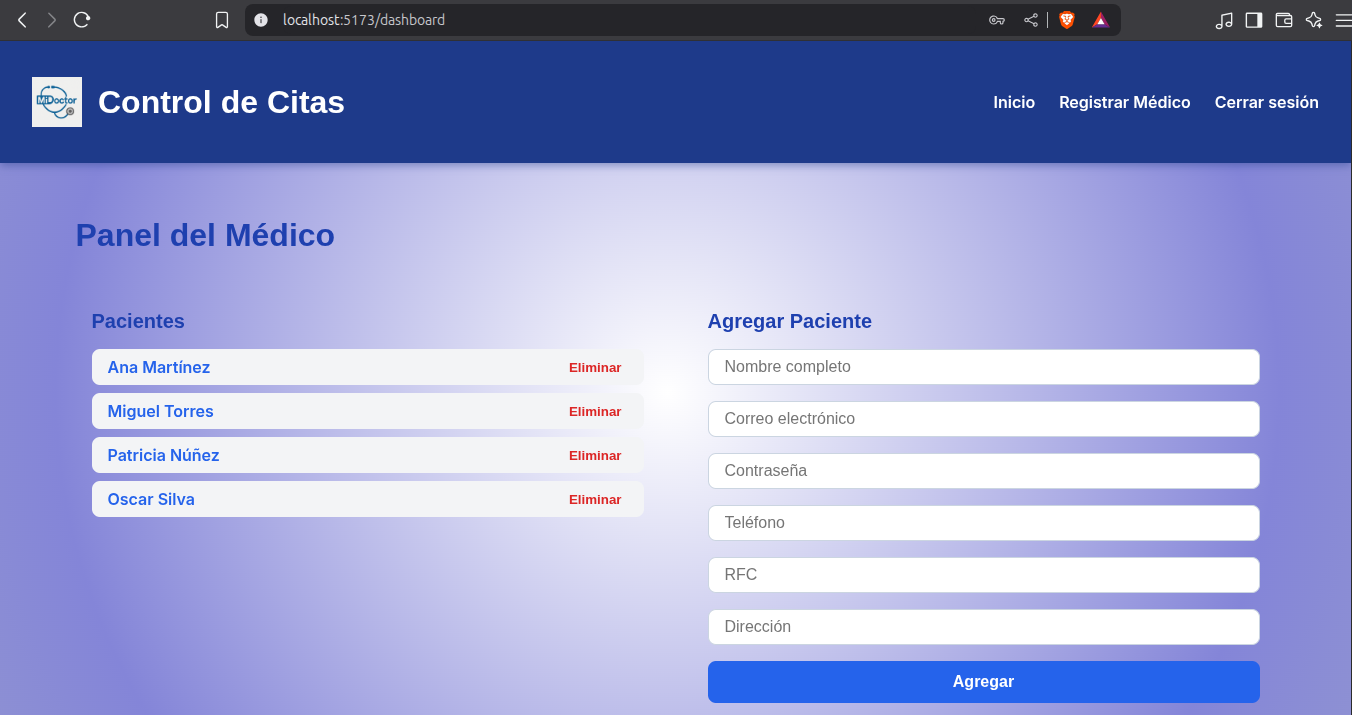 localhost:5173/dashboard
MiDoctor
Control de Citas
Inicio
Registrar Médico
Cerrar sesión
Panel del Médico
Pacientes
Ana Martínez
Eliminar
Miguel Torres
Eliminar
Patricia Núñez
Eliminar
Oscar Silva
Eliminar
Agregar Paciente
Nombre completo
Correo electrónico
Contraseña
Teléfono
RFC
Dirección
Agregar